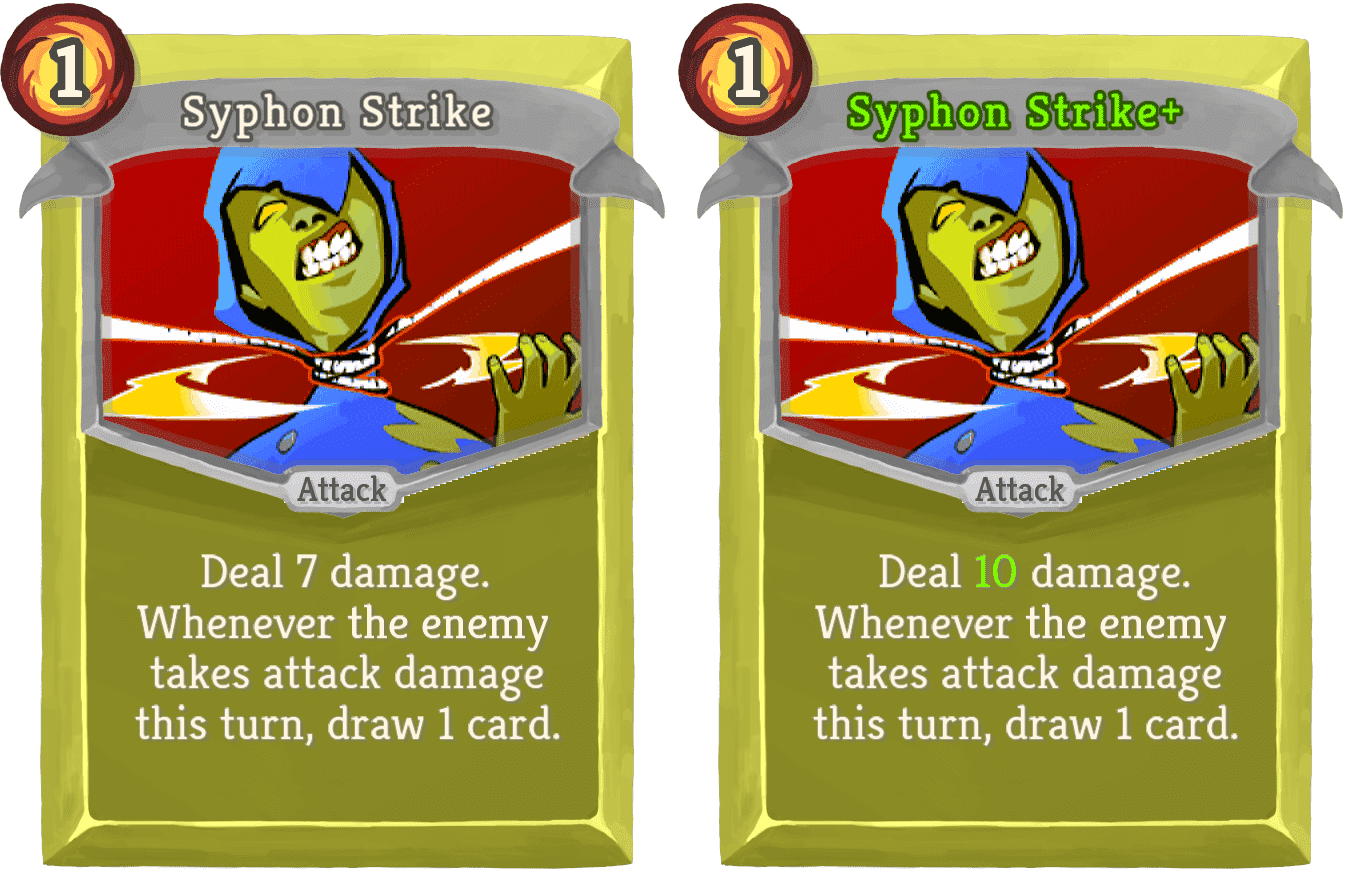 1
Syphon Strike
Attack
Deal 7 damage.
Whenever the enemy
takes attack damage
this turn, draw 1 card.
1
Syphon Strike+
Attack
Deal 10 damage.
Whenever the enemy
takes attack damage
this turn, draw 1 card.